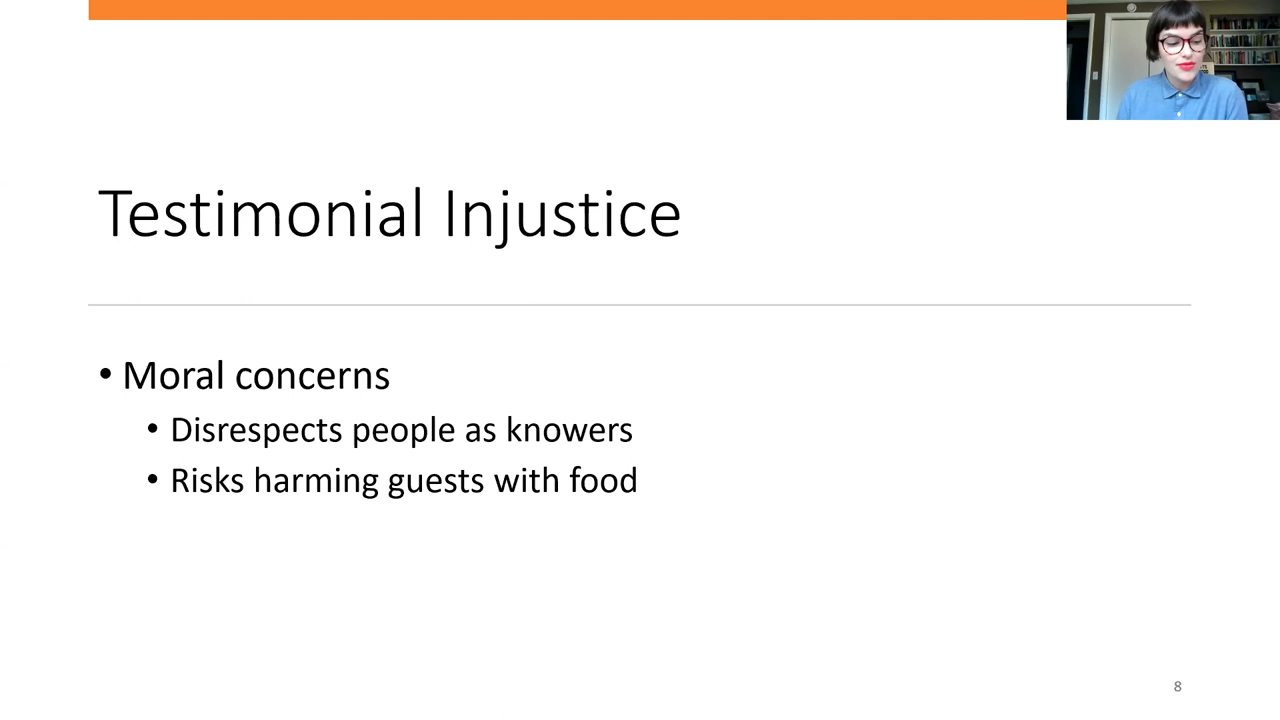 Testimonial Injustice
• Moral concerns
• Disrespects people as knowers
• Risks harming guests with food
8